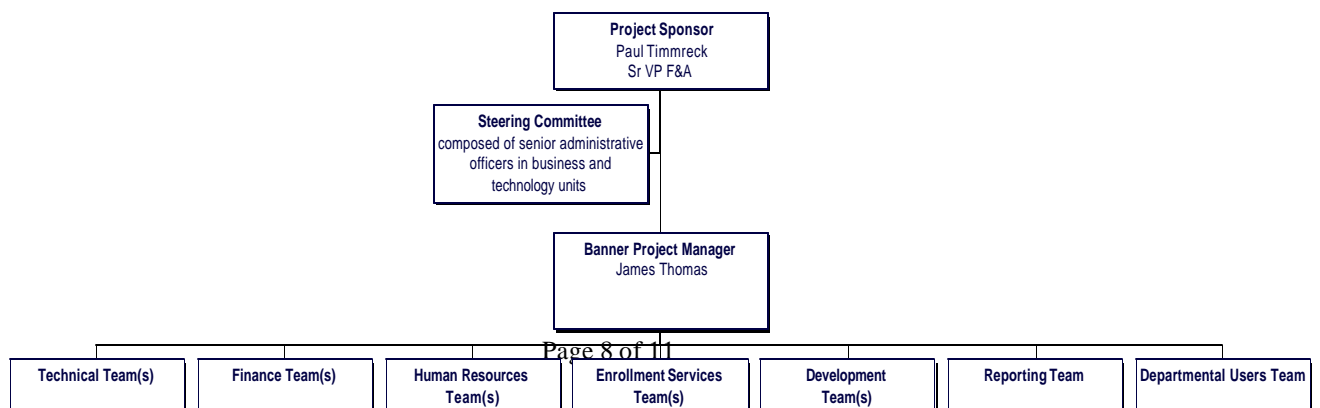 Project Sponsor
Paul Timmreck
Sr VP F&A
Steering Committee
composed of senior administrative
officers in business and
technology units
Banner Project Manager
James Thomas
Page 8 of 11
Technical Team(s)
Finance Team(s)
Human Resources
Team(s)
Enrollment Services
Team(s)
Development
Team(s)
Reporting Team
Departmental Users Team